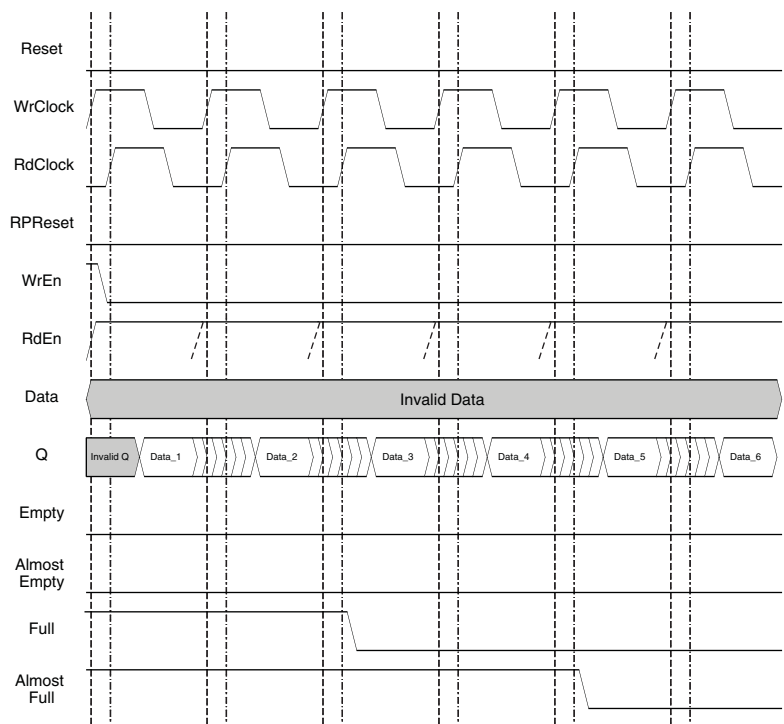 Reset
WrClock
RdClock
RPReset
WrEn
RdEn
Data
Invalid Data
Q
Invalid Q
Data_1
Data_2
Data_3
Data_4
Data_5
Data_6
Empty
Almost
Empty
Full
Almost
Full